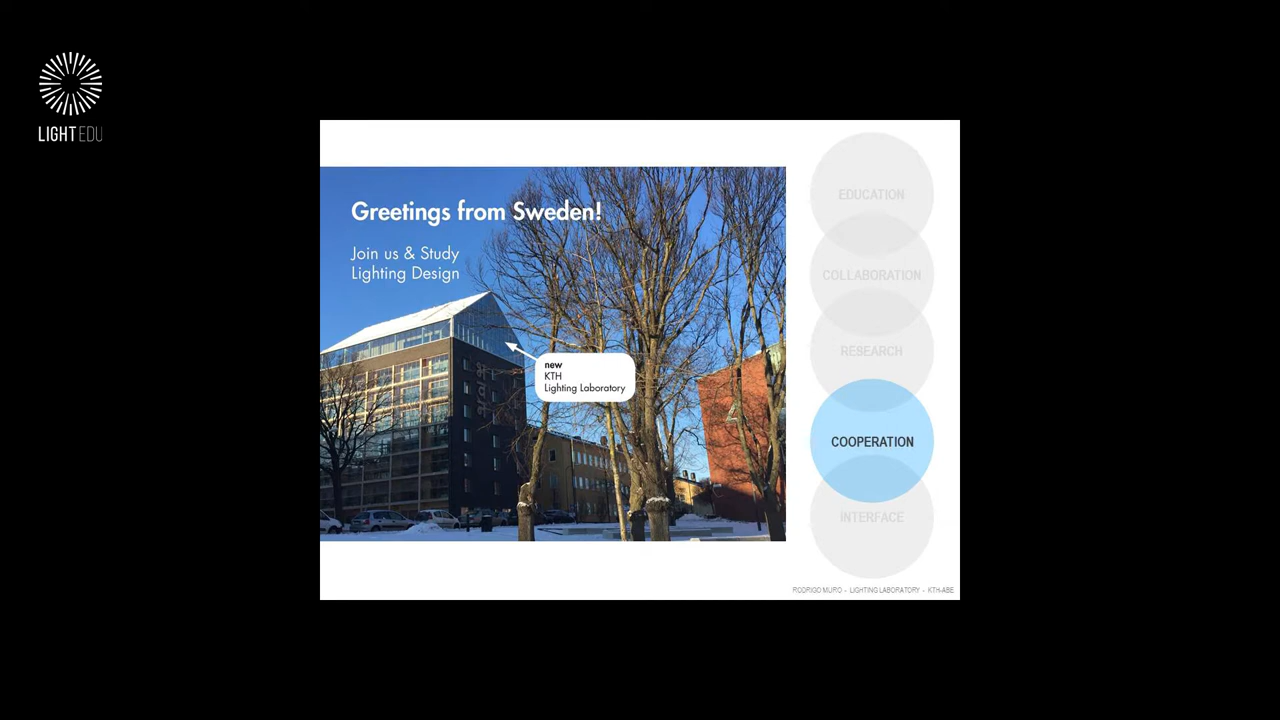 LIGHT EDU
Greetings from Sweden!
Join us & Study
Lighting Design
new
KTH
Lighting Laboratory
EDUCATION
COLLABORATION
RESEARCH
COOPERATION
INTERFACE
RODRIGO MURO - LIGHTING LABORATORY - KTH-ABE